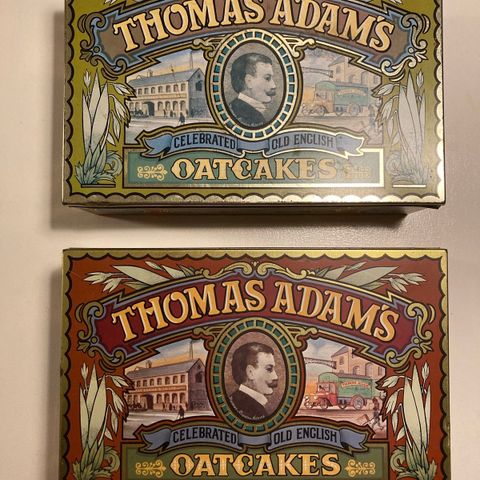 THOMAS ADAMS
CELEBRATED OLD ENGLISH
OATCAKES
THOMAS ADAMS
CELEBRATED OLD ENGLISH
OATCAKES